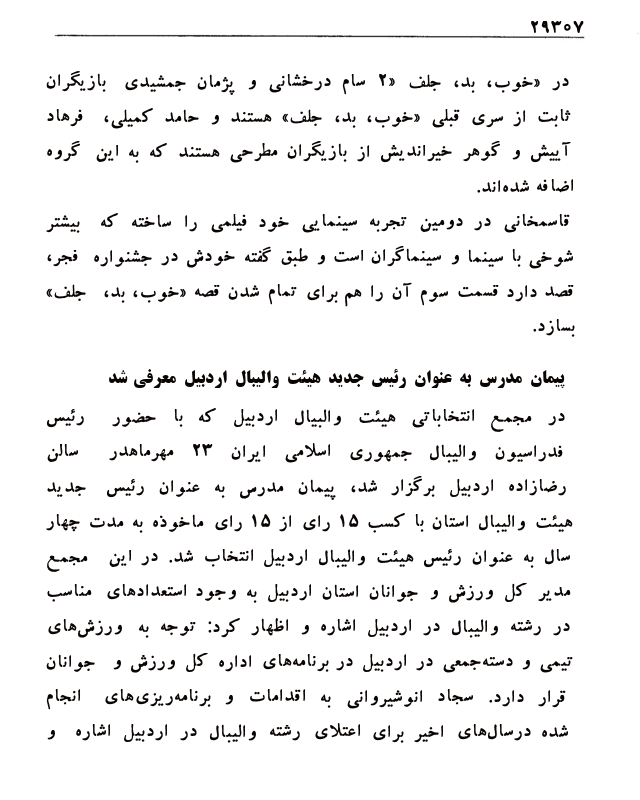 ۲۹۳۰۷
در «خوب، بد، جلف «۲ سام درخشانی و پژمان جمشیدی بازیگران
ثابت از سری قبلی «خوب، بد، جلف» هستند و حامد کمیلی، فرهاد
آییش و گوهر خیراندیش از بازیگران مطرحی هستند که به این گروه
اضافه شده‌اند.
قاسمخانی در دومین تجربه سینمایی خود فیلمی را ساخته که بیشتر
شوخی با سینما و سینماگران است و طبق گفته خودش در جشنواره فجر،
قصد دارد قسمت سوم آن را هم برای تمام شدن قصه «خوب، بد، جلف»
بسازد.
پیمان مدرس به عنوان رئیس جدید هیئت والیبال اردبیل معرفی شد
در مجمع انتخاباتی هیئت والبیال اردبیل که با حضور رئیس
فدراسیون والیبال جمهوری اسلامی ایران ۲۳ مهرماهدر سالن
رضازاده اردبیل برگزار شد، پیمان مدرس به عنوان رئیس جدید
هیئت والیبال استان با کسب ۱۵ رای از ۱۵ رای ماخوذه به مدت چهار
سال به عنوان رئیس هیئت والیبال اردبیل انتخاب شد. در این مجمع
مدیر کل ورزش و جوانان استان اردبیل به وجود استعدادهای مناسب
در رشته والیبال در اردبیل اشاره و اظهار کرد: توجه به ورزش‌های
تیمی و دسته‌جمعی در اردبیل در برنامه‌های اداره کل ورزش و جوانان
قرار دارد. سجاد انوشیروانی به اقدامات و برنامه‌ریزی‌های انجام
شده درسال‌های اخیر برای اعتلای رشته والیبال در اردبیل اشاره و